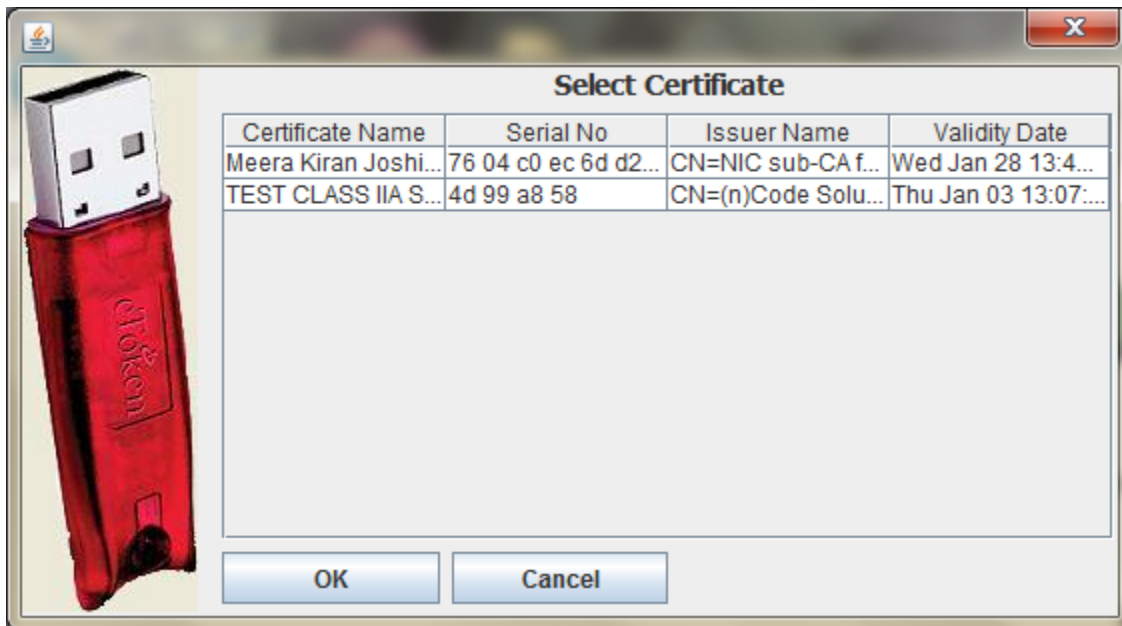 Select Certificate
Certificate Name Serial No Issuer Name Validity Date
Meera Kiran Joshi... 76 04 c0 ec 6d d2... CN=NIC sub-CA f... Wed Jan 28 13:4...
TEST CLASS IIA S... 4d 99 a8 58 CN=(n)Code Solu... Thu Jan 03 13:07:...
eToken
OK Cancel